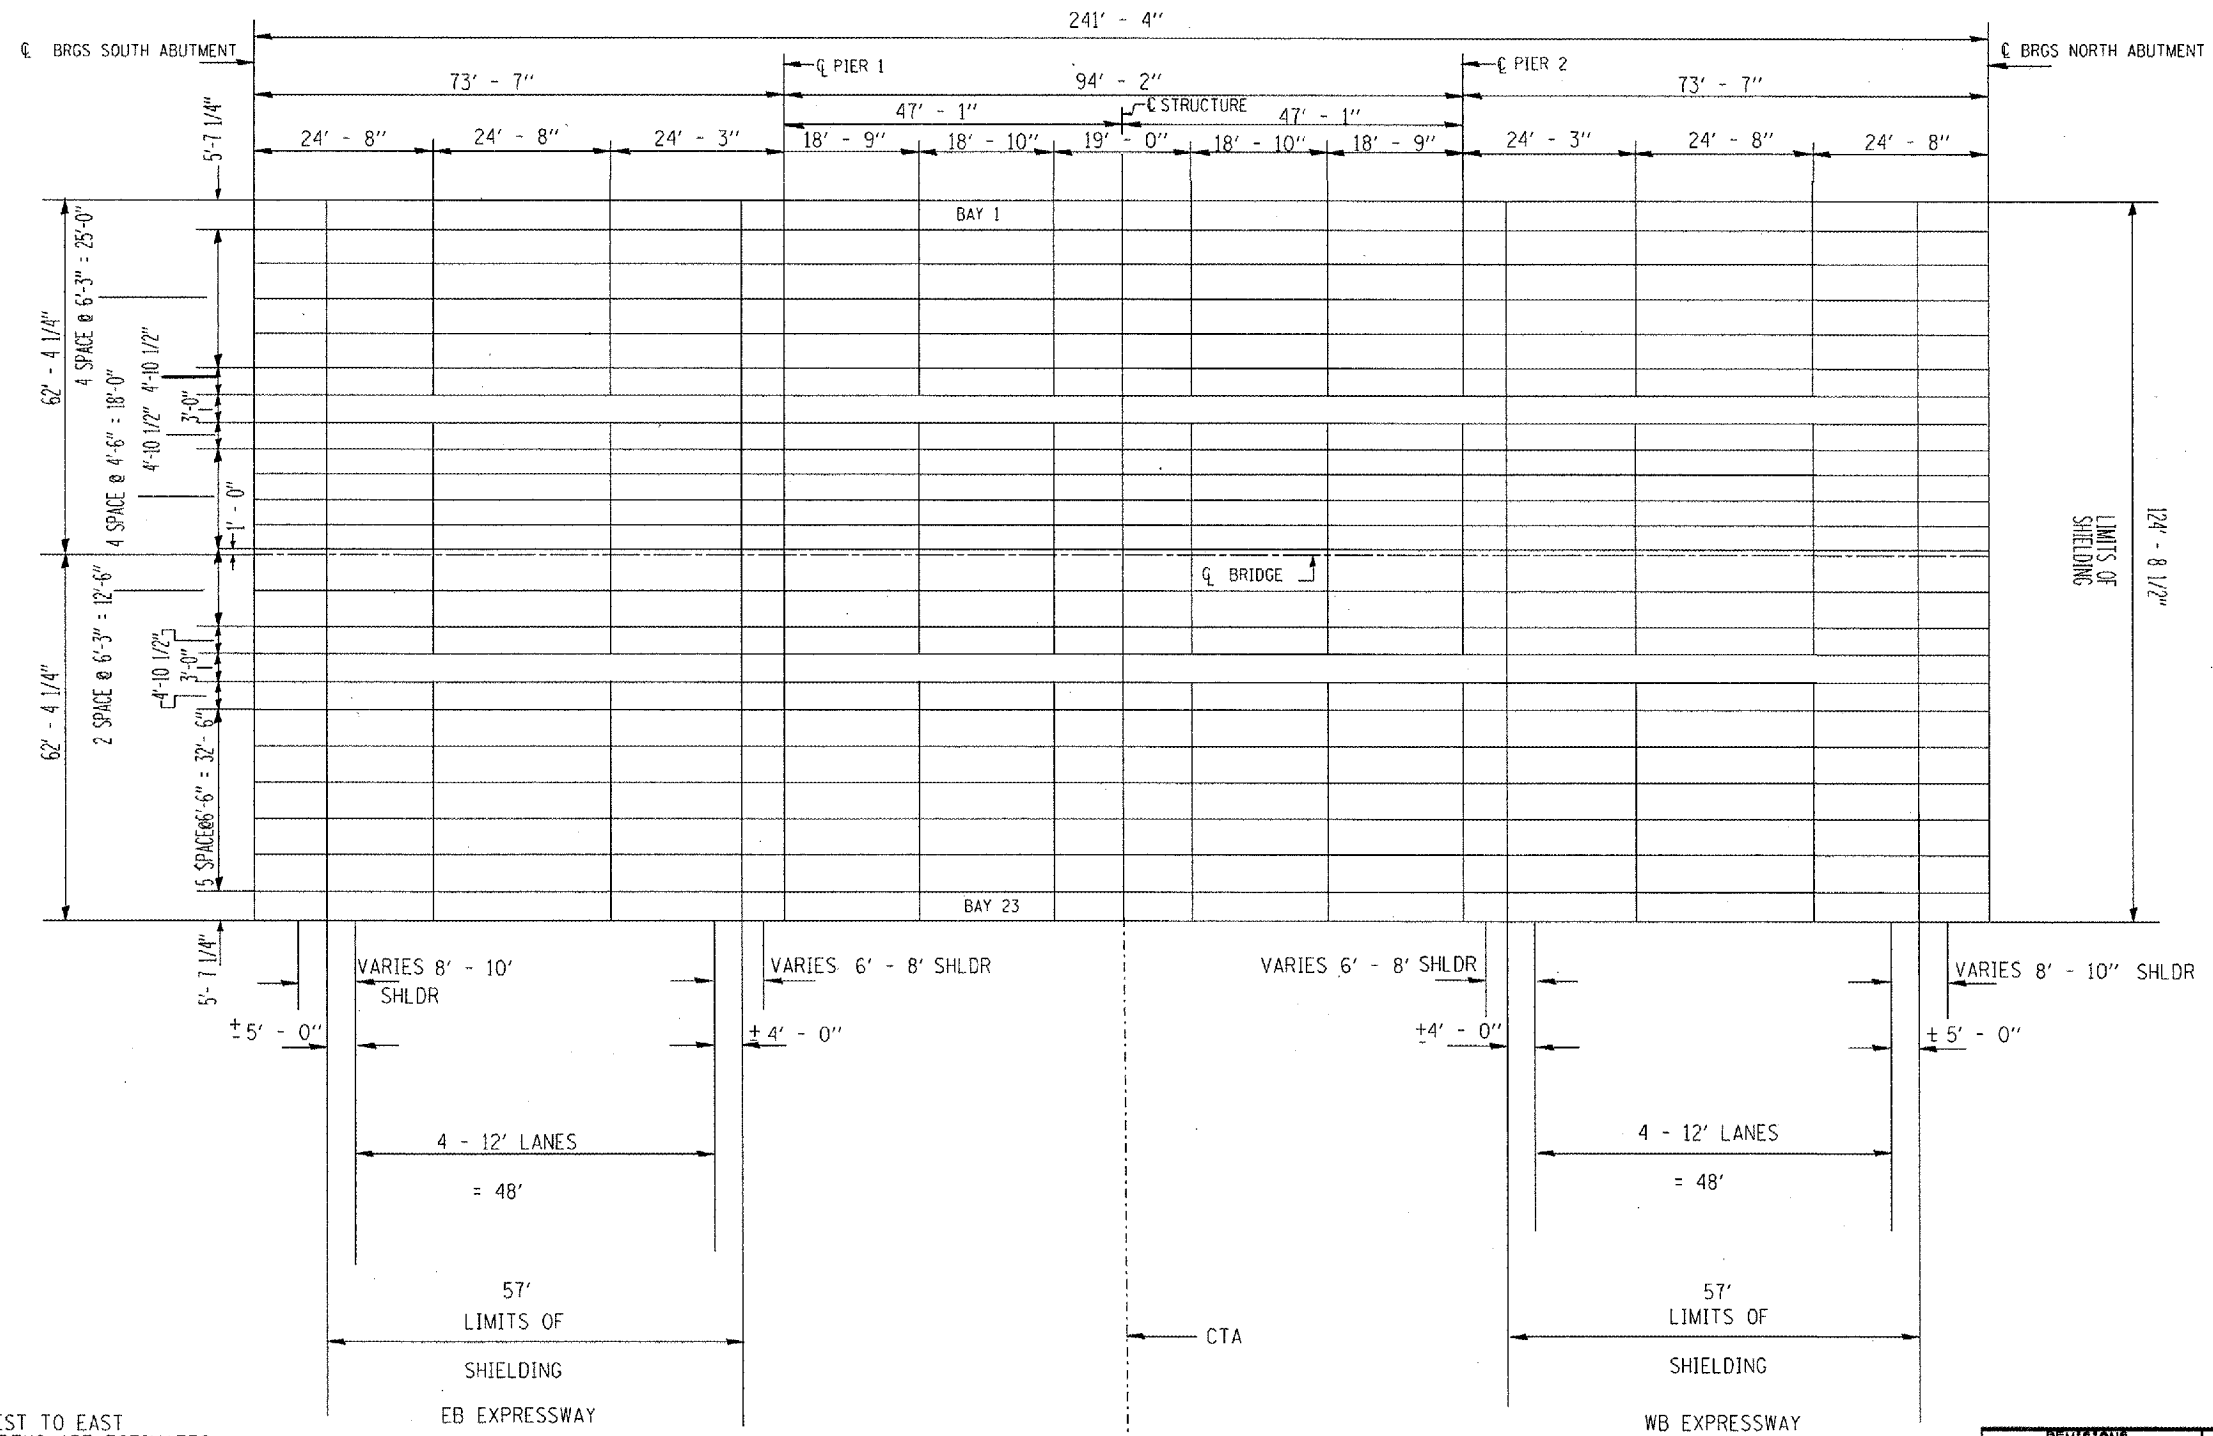 241' - 4"
℄ BRGS SOUTH ABUTMENT
℄ PIER 1
℄ PIER 2
℄ BRGS NORTH ABUTMENT
73' - 7"
94' - 2"
73' - 7"
℄ STRUCTURE
47' - 1"
47' - 1"
24' - 8"
24' - 8"
24' - 3"
18' - 9"
18' - 10"
19' - 0"
18' - 10"
18' - 9"
24' - 3"
24' - 8"
24' - 8"
5'-7 1/4"
BAY 1
62' - 4 1/4"
4 SPACE @ 6'-3" = 25'-0"
4'-10 1/2"
3'-0"
4'-10 1/2"
4 SPACE @ 4'-6" = 18'-0"
1' - 0"
℄ BRIDGE
LIMITS OF
SHIELDING
124' - 8 1/2"
62' - 4 1/4"
2 SPACE @ 6'-3" = 12'-6"
4'-10 1/2"
3'-0"
5 SPACE@6'-6" = 32'- 6"
BAY 23
5'- 7 1/4"
VARIES 8' - 10'
SHLDR
VARIES 6' - 8' SHLDR
VARIES 6' - 8' SHLDR
VARIES 8' - 10" SHLDR
± 5' - 0"
± 4' - 0"
±4' - 0"
± 5' - 0"
4 - 12' LANES
= 48'
4 - 12' LANES
= 48'
57'
LIMITS OF
SHIELDING
EB EXPRESSWAY
CTA
57'
LIMITS OF
SHIELDING
WB EXPRESSWAY
TO EAST